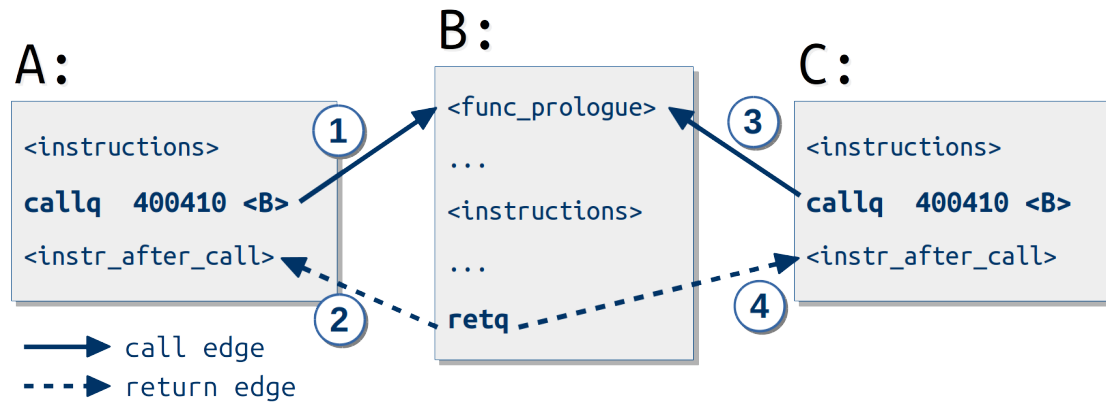 A:
<instructions>
callq 400410 <B>
<instr_after_call>
1
2
B:
<func_prologue>
...
<instructions>
...
retq
3
4
C:
<instructions>
callq 400410 <B>
<instr_after_call>
call edge
return edge